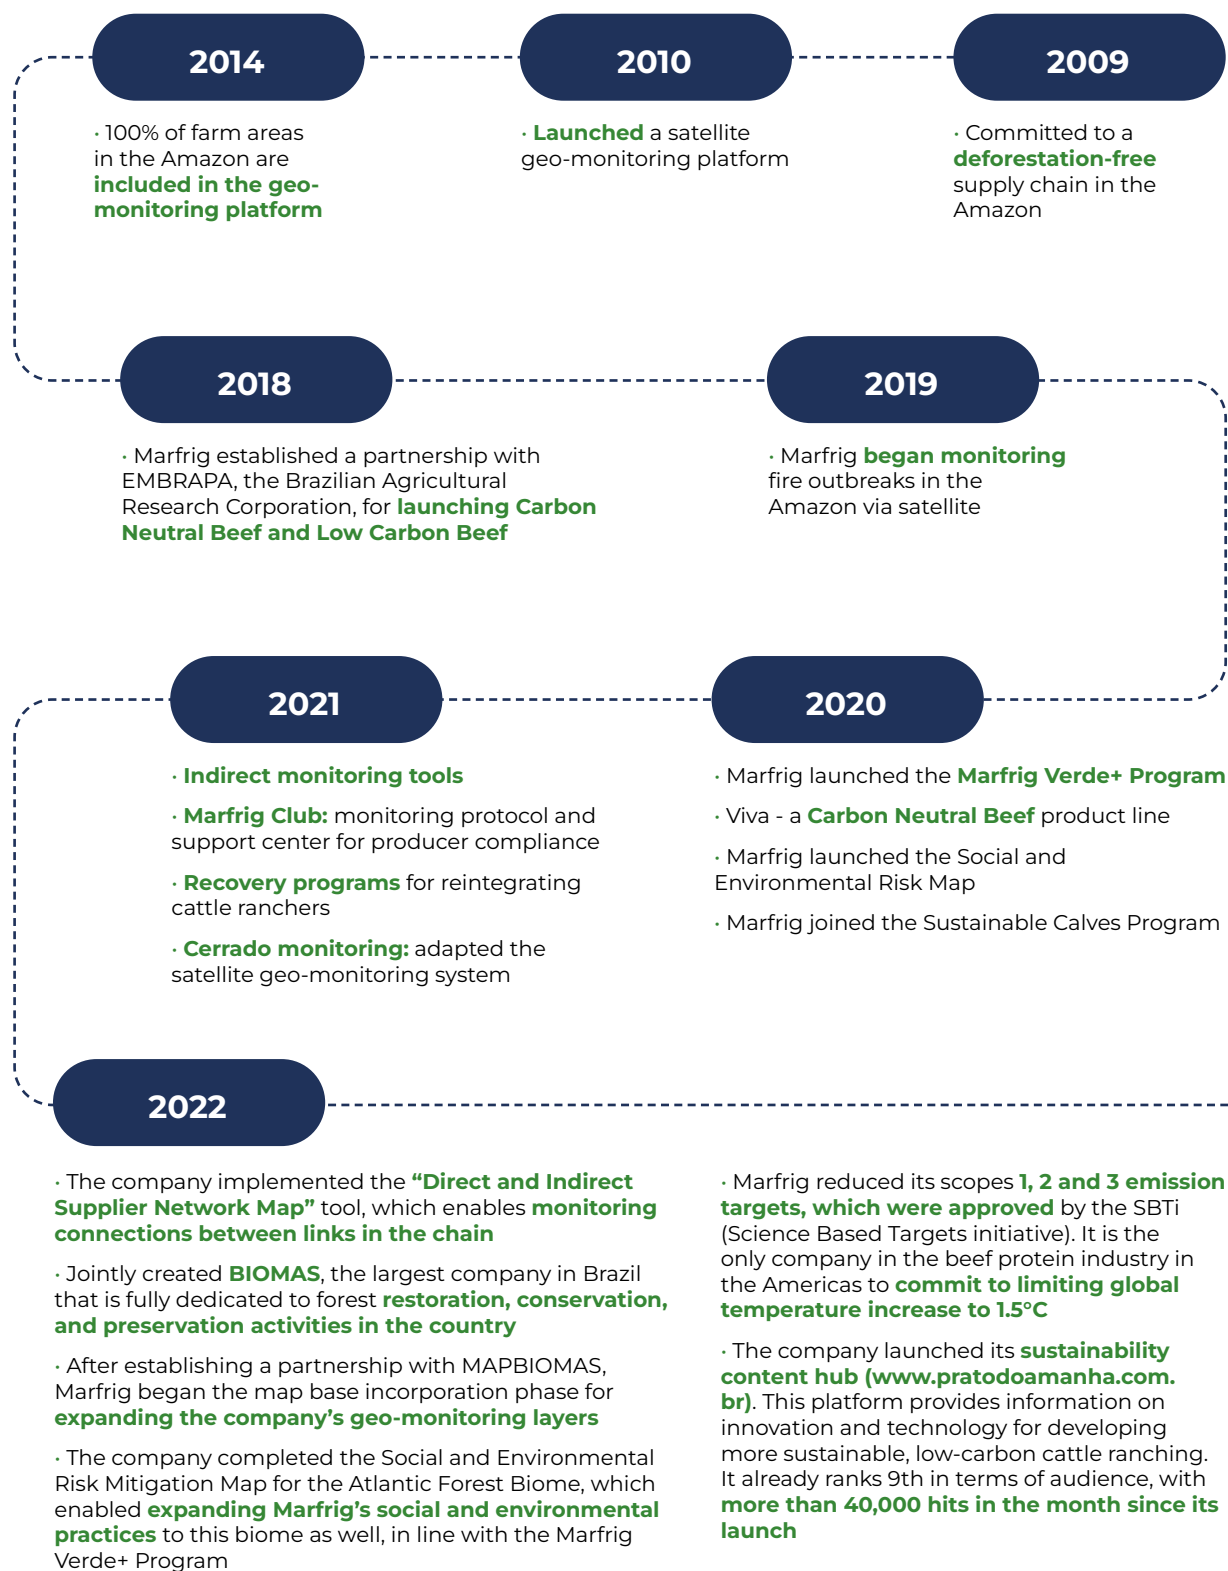 2014
· 100% of farm areas
in the Amazon are
included in the geo-
monitoring platform
2010
· Launched a satellite
geo-monitoring platform
2009
· Committed to a
deforestation-free
supply chain in the
Amazon
2018
· Marfrig established a partnership with
EMBRAPA, the Brazilian Agricultural
Research Corporation, for launching Carbon
Neutral Beef and Low Carbon Beef
2019
· Marfrig began monitoring
fire outbreaks in the
Amazon via satellite
2021
· Indirect monitoring tools
· Marfrig Club: monitoring protocol and
support center for producer compliance
· Recovery programs for reintegrating
cattle ranchers
· Cerrado monitoring: adapted the
satellite geo-monitoring system
2020
· Marfrig launched the Marfrig Verde+ Program
· Viva - a Carbon Neutral Beef product line
· Marfrig launched the Social and
Environmental Risk Map
· Marfrig joined the Sustainable Calves Program
2022
· The company implemented the “Direct and Indirect
Supplier Network Map” tool, which enables monitoring
connections between links in the chain
· Jointly created BIOMAS, the largest company in Brazil
that is fully dedicated to forest restoration, conservation,
and preservation activities in the country
· After establishing a partnership with MAPBIOMAS,
Marfrig began the map base incorporation phase for
expanding the company’s geo-monitoring layers
· The company completed the Social and Environmental
Risk Mitigation Map for the Atlantic Forest Biome, which
enabled expanding Marfrig’s social and environmental
practices to this biome as well, in line with the Marfrig
Verde+ Program
· Marfrig reduced its scopes 1, 2 and 3 emission
targets, which were approved by the SBTi
(Science Based Targets initiative). It is the
only company in the beef protein industry in
the Americas to commit to limiting global
temperature increase to 1.5°C
· The company launched its sustainability
content hub (www.pratodoamanha.com.
br). This platform provides information on
innovation and technology for developing
more sustainable, low-carbon cattle ranching.
It already ranks 9th in terms of audience, with
more than 40,000 hits in the month since its
launch